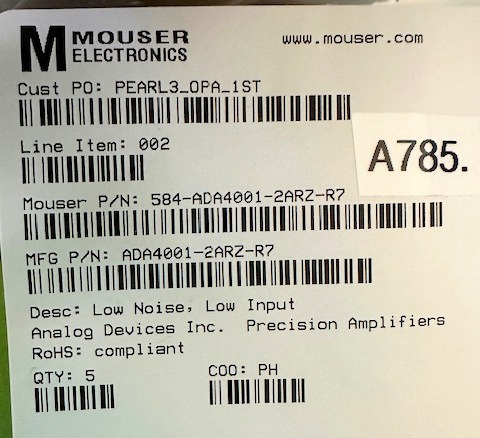 MOUSER
ELECTRONICS
www.mouser.com
Cust PO: PEARL3_OPA_1ST
Line Item: 002
A785.
Mouser P/N: 584-ADA4001-2ARZ-R7
MFG P/N: ADA4001-2ARZ-R7
Desc: Low Noise, Low Input
Analog Devices Inc. Precision Amplifiers
RoHS: compliant
QTY: 5 COO: PH